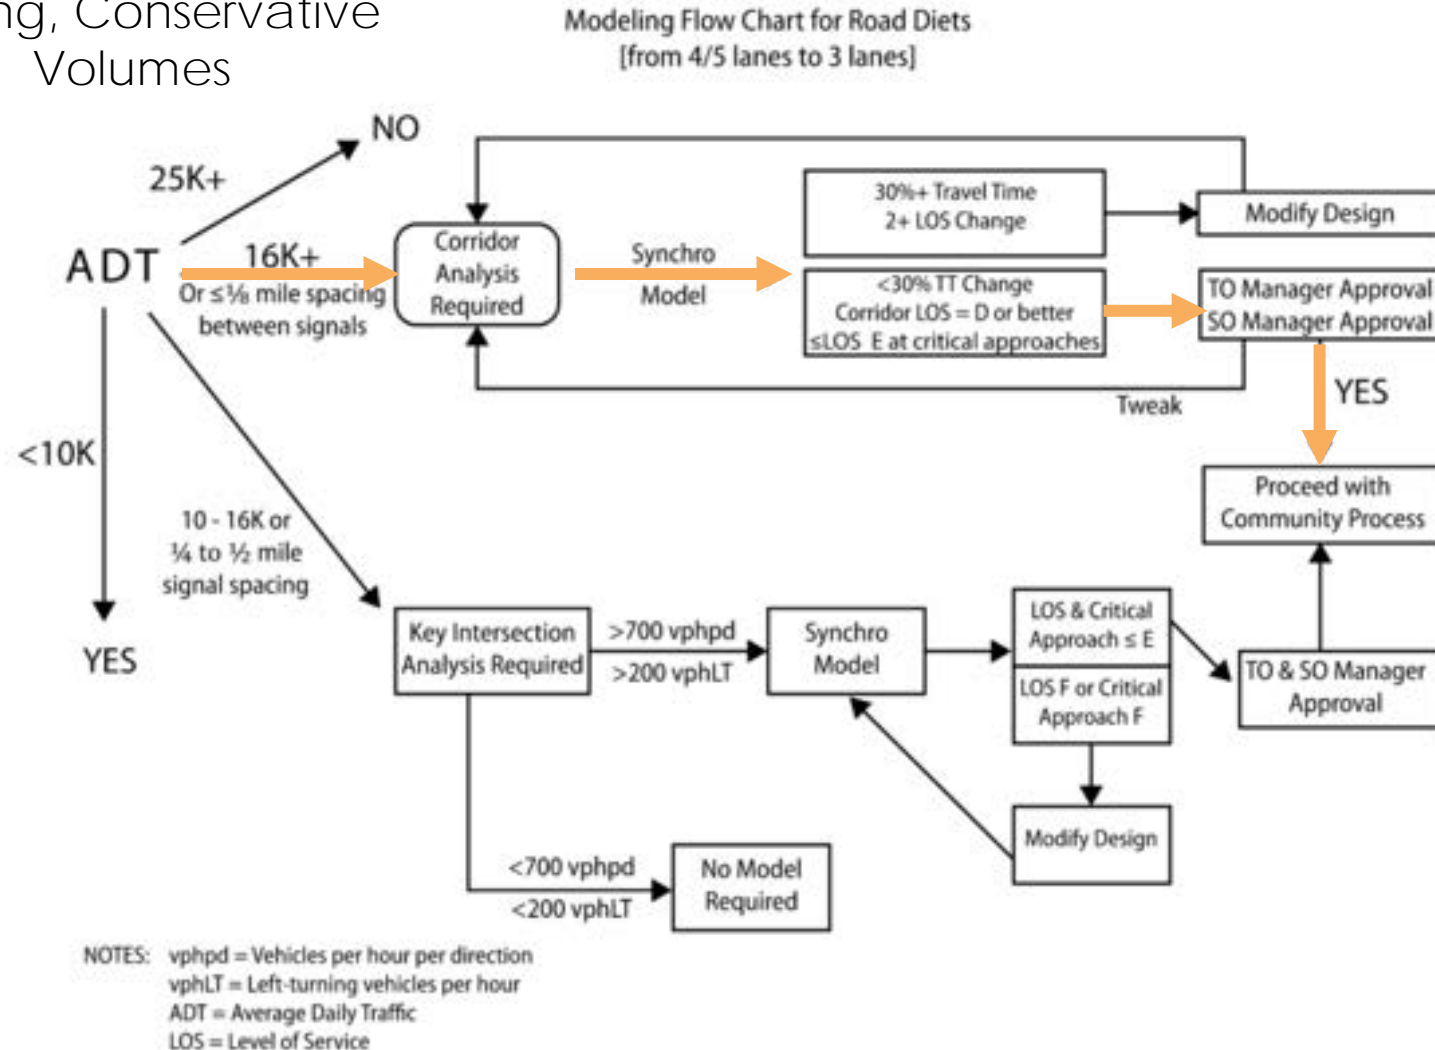 ng, Conservative
Volumes
Modeling Flow Chart for Road Diets
[from 4/5 lanes to 3 lanes]
NO
25K+
ADT
16K+
Or ≤⅛ mile spacing
between signals
Corridor
Analysis
Required
Synchro
Model
30%+ Travel Time
2+ LOS Change
Modify Design
<30% TT Change
Corridor LOS = D or better
≤LOS E at critical approaches
TO Manager Approval
SO Manager Approval
Tweak
YES
<10K
10 - 16K or
¼ to ½ mile
signal spacing
YES
Proceed with
Community Process
Key Intersection
Analysis Required
>700 vphpd
>200 vphLT
Synchro
Model
LOS & Critical
Approach ≤ E
LOS F or Critical
Approach F
TO & SO Manager
Approval
Modify Design
<700 vphpd
<200 vphLT
No Model
Required
NOTES: vphpd = Vehicles per hour per direction
vphLT = Left-turning vehicles per hour
ADT = Average Daily Traffic
LOS = Level of Service